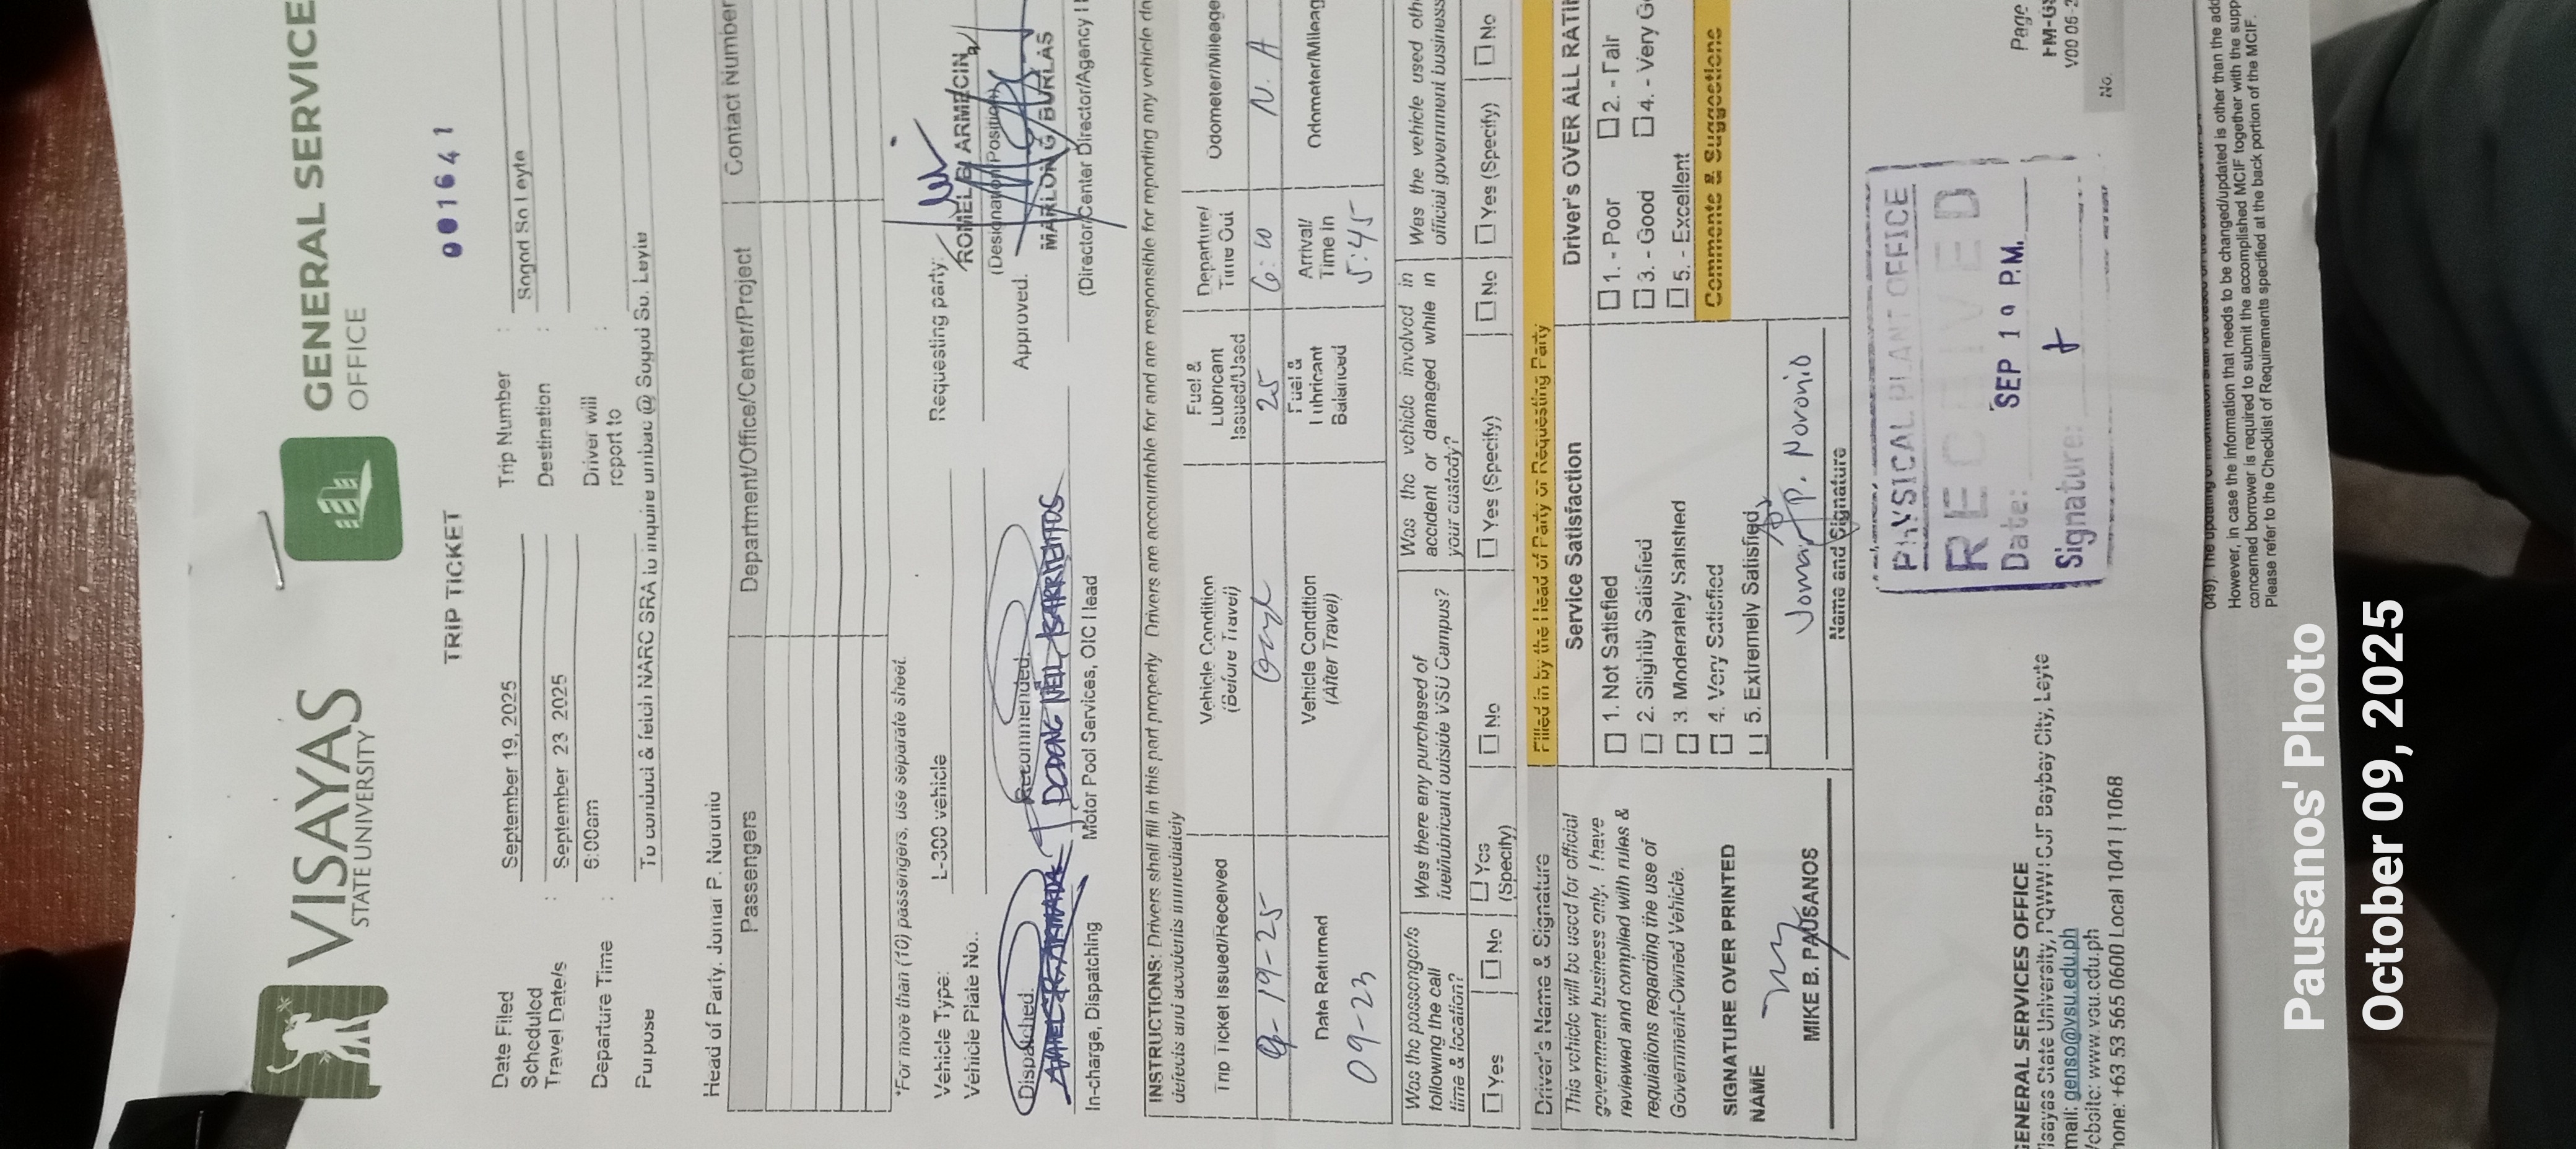 VISAYAS
STATE UNIVERSITY
GENERAL SERVICE
OFFICE
TRIP TICKET
001641
Date Filed
September 19, 2025
Trip Number :
Scheduled
Travel Date/s :
September 23 2025
Destination :
Sogod So Leyte
Departure Time :
6:00am
Driver will
report to :
Purpose
To conduct & fetch NARC SRA to inquire umbac @ Sogod So. Leyte
Head of Party. Jomar P. Noronio
Passengers
Department/Office/Center/Project
Contact Number
*For more than (10) passengers, use separate sheet.
Vehicle Type:
L-300 vehicle
Vehicle Plate No..
Requesting party:
ROMEL B. ARMECIN
(Designation/Position)
Dispatched:
Recommended:
Approved:
MARLON G. BURLAS
In-charge, Dispatching
Motor Pool Services, OIC Head
(Director/Center Director/Agency
INSTRUCTIONS: Drivers shall fill in this part properly Drivers are accountable for and are responsible for reporting any vehicle
defects and accidents immediately
Trip Ticket Issued/Received
Vehicle Condition
(Before Travel)
Fuel &
Lubricant
Issued/Used
Departure/
Time Out
Odometer/Mileage
9-19-25
25
N. A
Date Returned
Vehicle Condition
(After Travel)
Fuel &
Lubricant
Balanced
Arrival/
Time In
Odometer/Mileag
09-23
5:45
Was the passenger/s
following the call
time & location?
Was there any purchased of
fuel/lubricant outside VSU Campus?
Was the vehicle involved in
accident or damaged while in
your custody?
Was the vehicle used
official government business
Yes
No
Yes
(Specify)
No
Yes (Specify)
No
Yes (Specify)
No
Driver's Name & Signature
Filled in by the Head of Party or Requesting Party
This vehicle will be used for official
government business only. I have
reviewed and complied with rules &
regulations regarding the use of
Government-Owned Vehicle.
SIGNATURE OVER PRINTED
NAME
MIKE B. PAUSANOS
Service Satisfaction
1. Not Satisfied
2. Slightly Satisfied
3 Moderately Satisfied
4. Very Satisfied
5. Extremely Satisfied
Jomar P. Noronio
Name and Signature
Driver's OVER ALL RATI
1. - Poor
2. - Fair
3. - Good
4. - Very G
5. - Excellent
Comments & Suggestions
PHYSICAL PLANT OFFICE
RECEIVED
Date: SEP 19 P.M.
Signature:
GENERAL SERVICES OFFICE
Visayas State University, Baybay City, Leyte
mail: genso@vsu.edu.ph
www.vsu.edu.ph
hone: +63 53 565 0600 Local 1041 | 1068
Page
FM-GS
V00 06-2
No.
However, in case the information that needs to be changed/updated is other than the
concerned borrower is required to submit the accomplished MCIF together with the
Please refer to the Checklist of Requirements specified at the back portion of the MCIF.
Pausanos' Photo
October 09, 2025